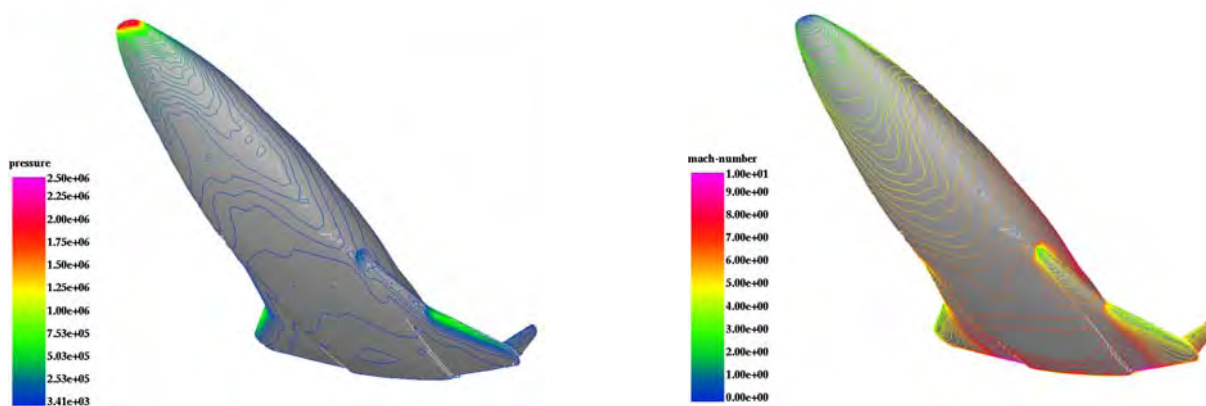 pressure
2.50e+06
2.25e+06
2.00e+06
1.75e+06
1.50e+06
1.25e+06
1.00e+06
7.53e+05
5.03e+05
2.53e+05
3.41e+03
mach-number
1.00e+01
9.00e+00
8.00e+00
7.00e+00
6.00e+00
5.00e+00
4.00e+00
3.00e+00
2.00e+00
1.00e+00
0.00e+00